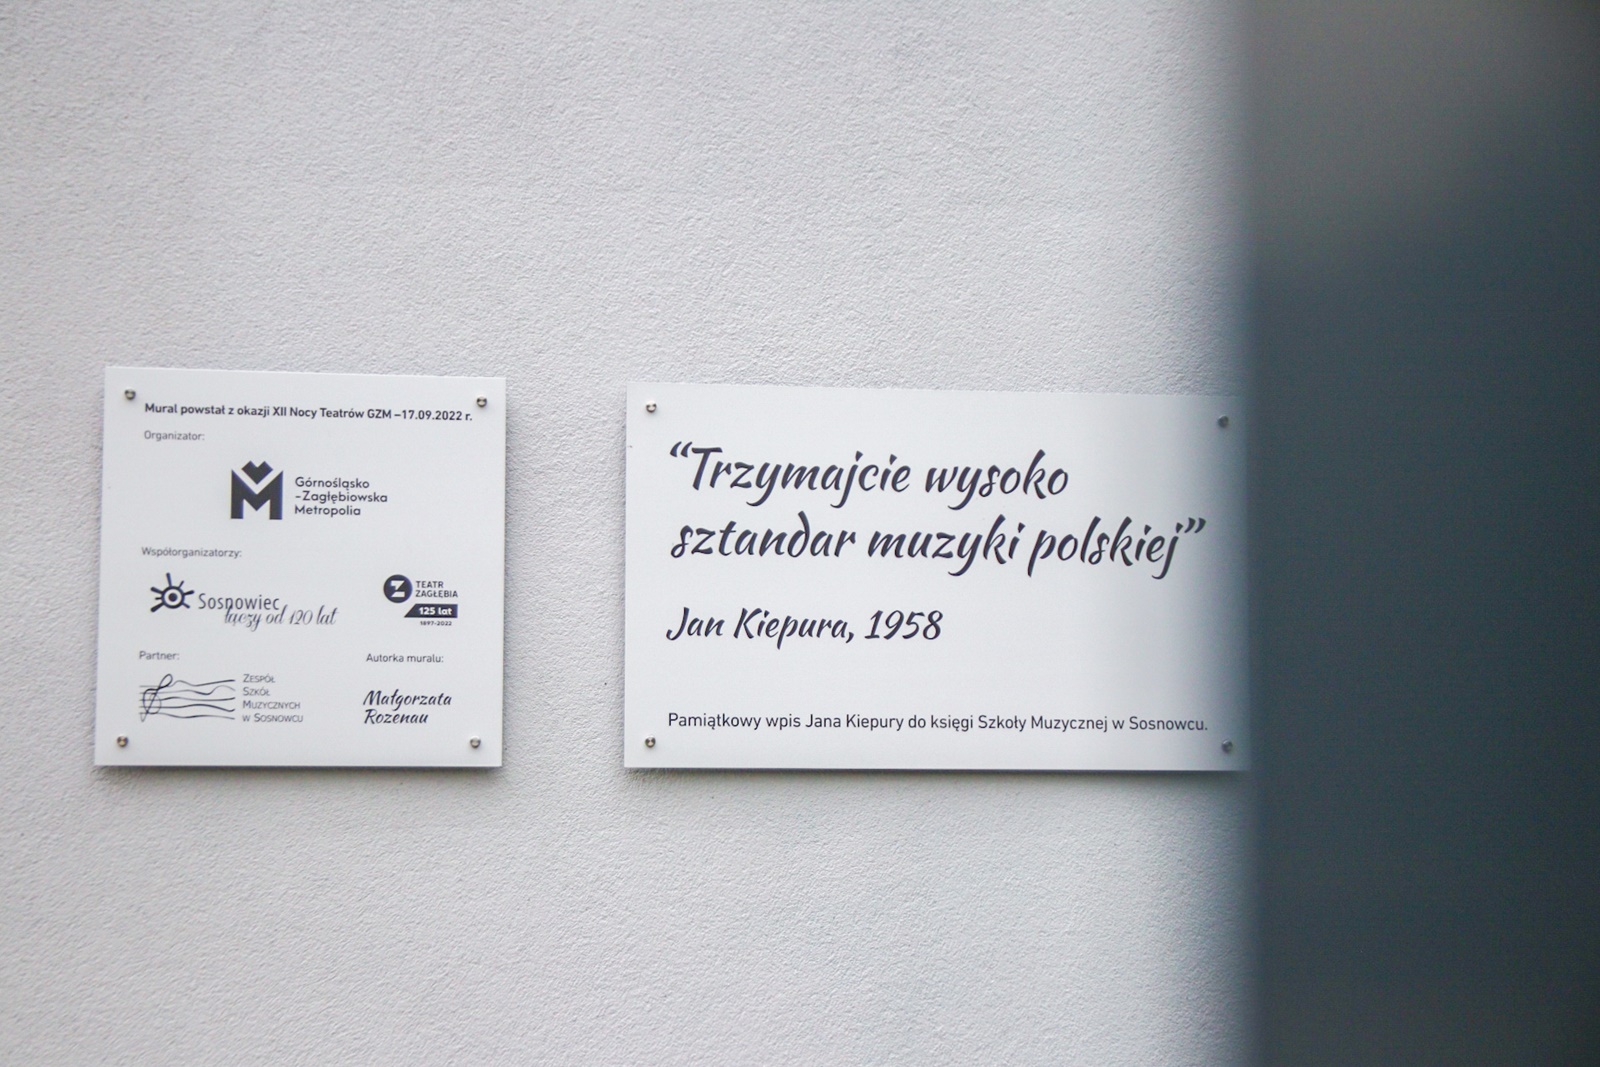 Mural powstał z okazji XII Nocy Teatrów GZM –17.09.2022 r.
Organizator:
Górnośląsko
-Zagłębiowska
Metropolia
Współorganizatorzy:
Sosnowiec
łączy od 120 lat
TEATR
ZAGŁĘBIA
125 lat
1897-2022
Partner:
ZESPÓŁ
SZKÓŁ
MUZYCZNYCH
W SOSNOWCU
Autorka muralu:
Małgorzata
Rozenau
“Trzymajcie wysoko
sztandar muzyki polskiej”
Jan Kiepura, 1958
Pamiątkowy wpis Jana Kiepury do księgi Szkoły Muzycznej w Sosnowcu.